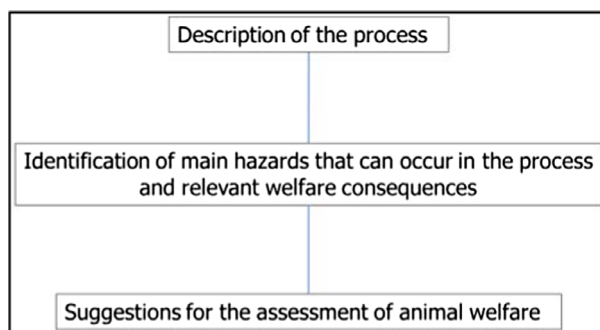 Description of the process
Identification of main hazards that can occur in the process
and relevant welfare consequences
Suggestions for the assessment of animal welfare